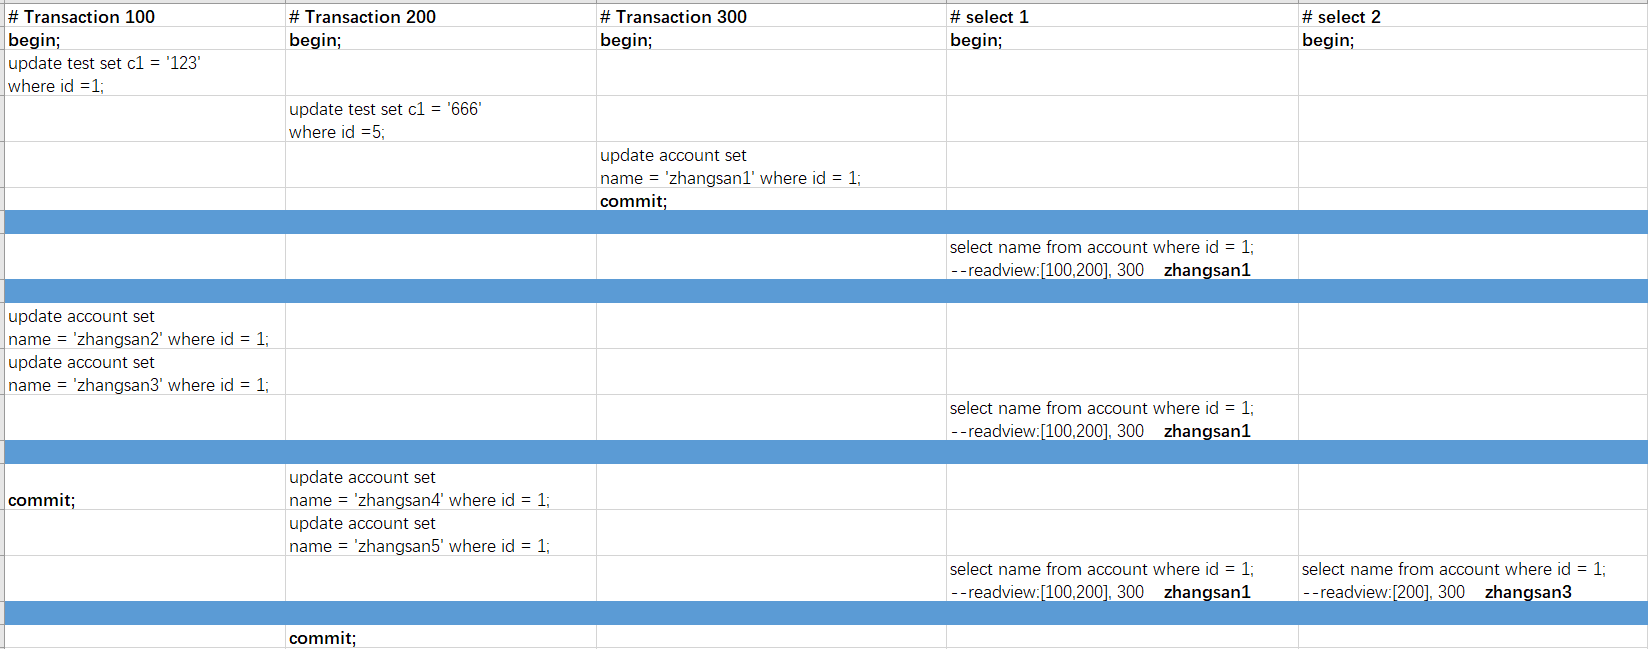 # Transaction 100 # Transaction 200 # Transaction 300 # select 1 # select 2
begin; begin; begin; begin; begin;
update test set c1 = '123'
where id =1;
update test set c1 = '666'
where id =5;
update account set
name = 'zhangsan1' where id = 1;
commit;
select name from account where id = 1;
--readview:[100,200], 300 zhangsan1
update account set
name = 'zhangsan2' where id = 1;
update account set
name = 'zhangsan3' where id = 1;
select name from account where id = 1;
--readview:[100,200], 300 zhangsan1
update account set
commit; name = 'zhangsan4' where id = 1;
update account set
name = 'zhangsan5' where id = 1;
select name from account where id = 1; select name from account where id = 1;
--readview:[100,200], 300 zhangsan1 --readview:[200], 300 zhangsan3
commit;